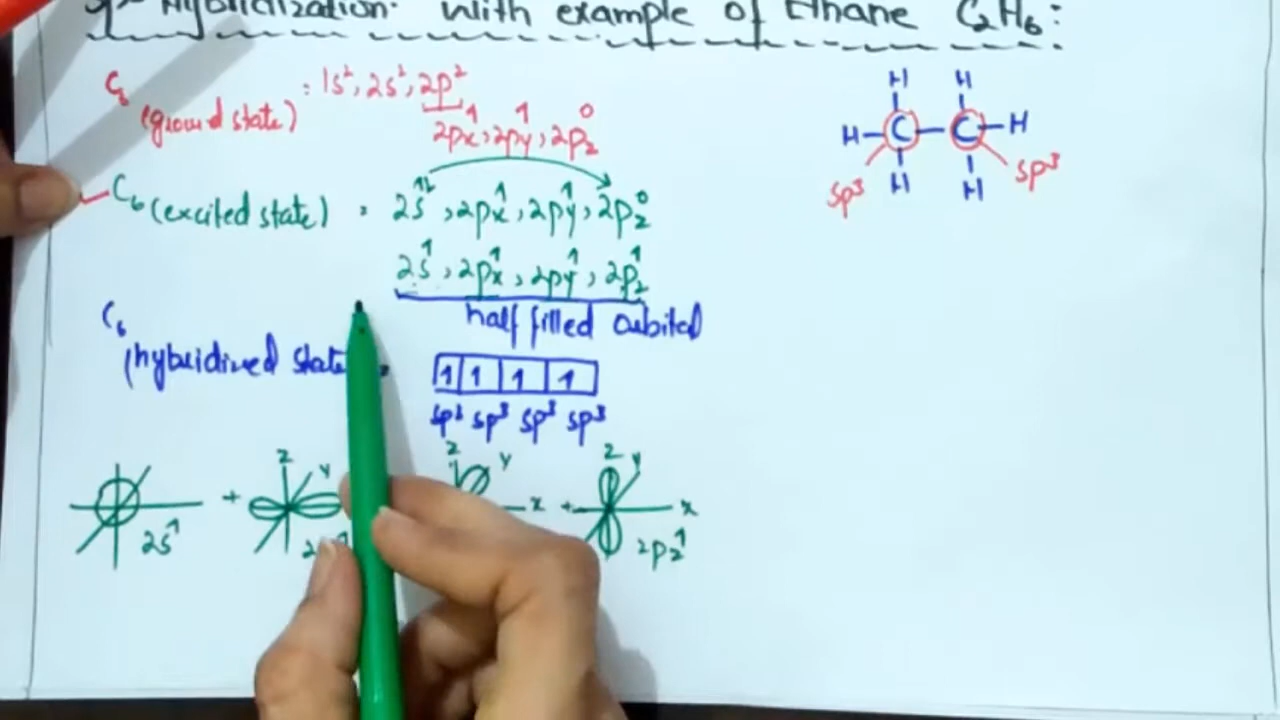 Hybridization: With example of Ethane C₂H₆:
C₆ (ground state) : 1s², 2s², 2p²
2px¹, 2py¹, 2pz⁰
C₆ (excited state) = 2s¹⇂, 2px¹, 2py¹, 2pz⁰
2s¹, 2px¹, 2py¹, 2pz¹
half filled orbital
C₆ (hybridized state)
1 1 1 1
sp³ sp³ sp³ sp³
Z Y + 2s¹
Z Y X + X 2pz¹
H H
H-C-C-H
H H
sp³ sp³